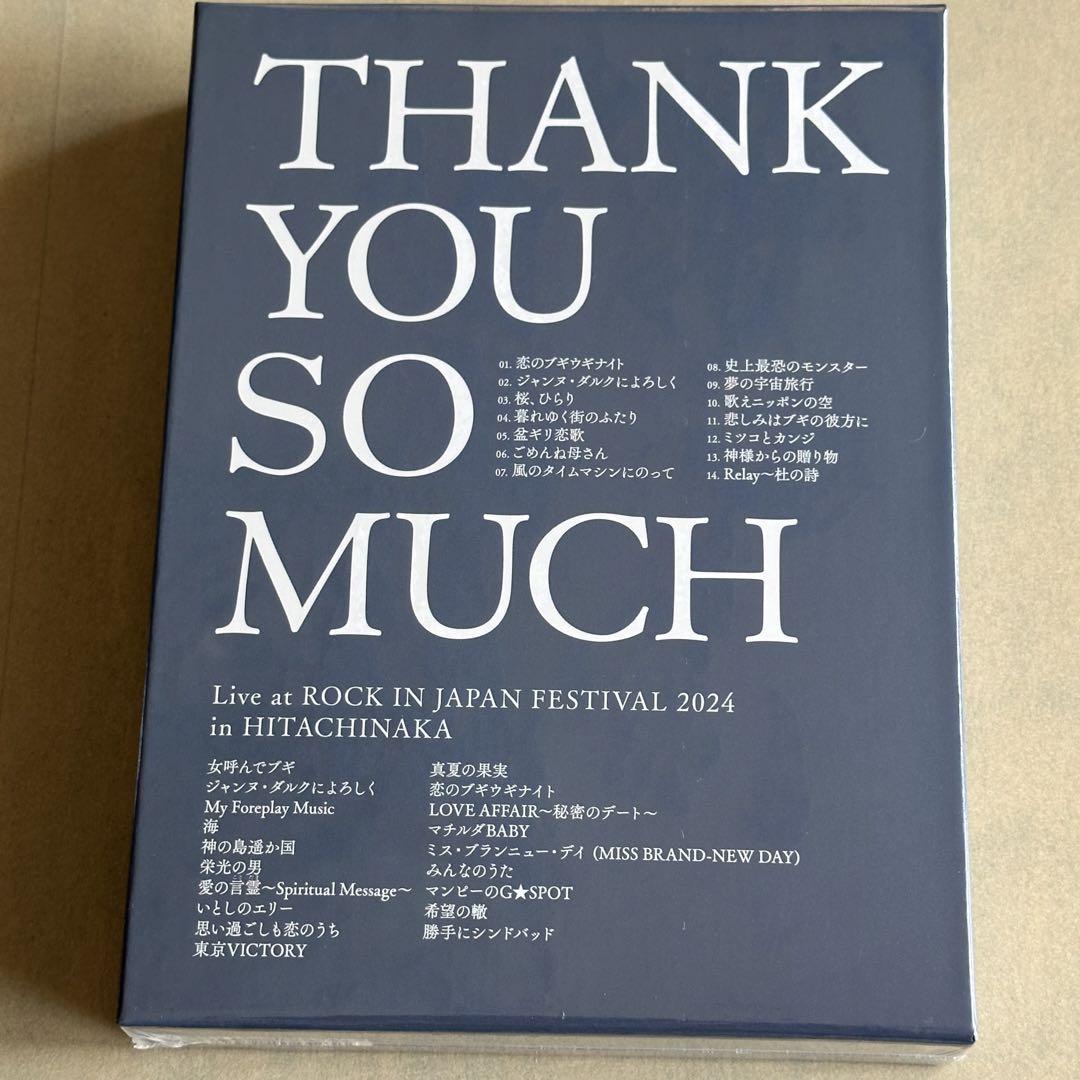 THANK
YOU
SO
MUCH
01. 恋のブギウギナイト
02. ジャンヌ・ダルクによろしく
03. 桜、ひらり
04. 暮れゆく街のふたり
05. 盆ギリ恋歌
06. ごめんね母さん
07. 風のタイムマシンにのって
08. 史上最恐のモンスター
09. 夢の宇宙旅行
10. 歌えニッポンの空
11. 悲しみはブギの彼方に
12. ミツコとカンジ
13. 神様からの贈り物
14. Relay〜杜の詩
Live at ROCK IN JAPAN FESTIVAL 2024
in HITACHINAKA
女呼んでブギ
ジャンヌ・ダルクによろしく
My Foreplay Music
海
神の島遥か国
栄光の男
愛の言霊〜Spiritual Message〜
いとしのエリー
思い過ごしも恋のうち
東京VICTORY
真夏の果実
恋のブギウギナイト
LOVE AFFAIR〜秘密のデート〜
マチルダBABY
ミス・ブランニュー・デイ (MISS BRAND-NEW DAY)
みんなのうた
マンピーのG★SPOT
希望の轍
勝手にシンドバッド